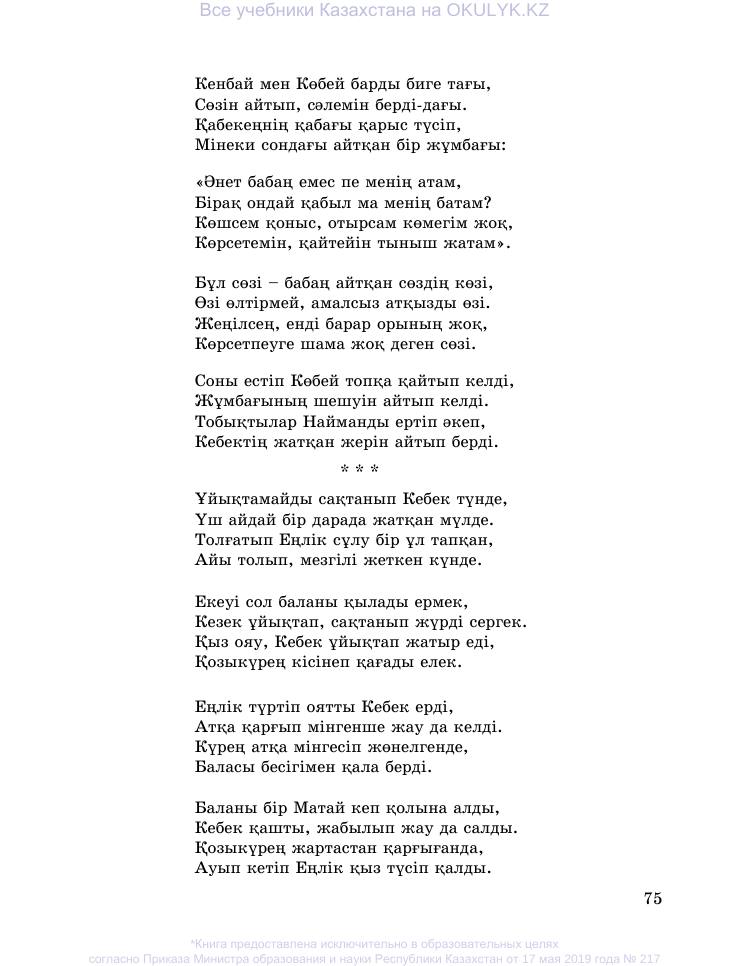 Все учебники Казахстана на OKULYK.KZ
Кенбай мен Көбей барды биге тағы,
Сөзін айтып, сәлемін берді-дағы.
Қабекеңнің қабағы қарыс түсіп,
Мінеки сондағы айтқан бір жұмбағы:
«Әнет бабаң емес пе менің атам,
Бірақ ондай қабыл ма менің батам?
Көшсем қоныс, отырсам көмегім жоқ,
Көрсетемін, қайтейін тыныш жатам».
Бұл сөзі – бабаң айтқан сөздің көзі,
Өзі өлтірмей, амалсыз атқызды өзі.
Жеңілсең, енді барар орының жоқ,
Көрсетпеуге шама жоқ деген сөзі.
Соны естіп Көбей топқа қайтып келді,
Жұмбағының шешуін айтып келді.
Тобықтылар Найманды ертіп әкеп,
Кебектің жатқан жерін айтып берді.
* * *
Ұйықтамайды сақтанып Кебек түнде,
Үш айдай бір дарада жатқан мүлде.
Толғатып Еңлік сұлу бір ұл тапқан,
Айы толып, мезгілі жеткен күнде.
Екеуі сол баланы қылады ермек,
Кезек ұйықтап, сақтанып жүрді сергек.
Қыз ояу, Кебек ұйықтап жатыр еді,
Қозыкүрең кісінеп қағады елек.
Еңлік түртіп оятты Кебек ерді,
Атқа қарғып мінгенше жау да келді.
Күрең атқа мінгесіп жөнелгенде,
Баласы бесігімен қала берді.
Баланы бір Матай кеп қолына алды,
Кебек қашты, жабылып жау да салды.
Қозыкүрең жартастан қарғығанда,
Ауып кетіп Еңлік қыз түсіп қалды.
75
*Книга предоставлена исключительно в образовательных целях
согласно Приказа Министра образования и науки Республики Казахстан от 17 мая 2019 года № 217